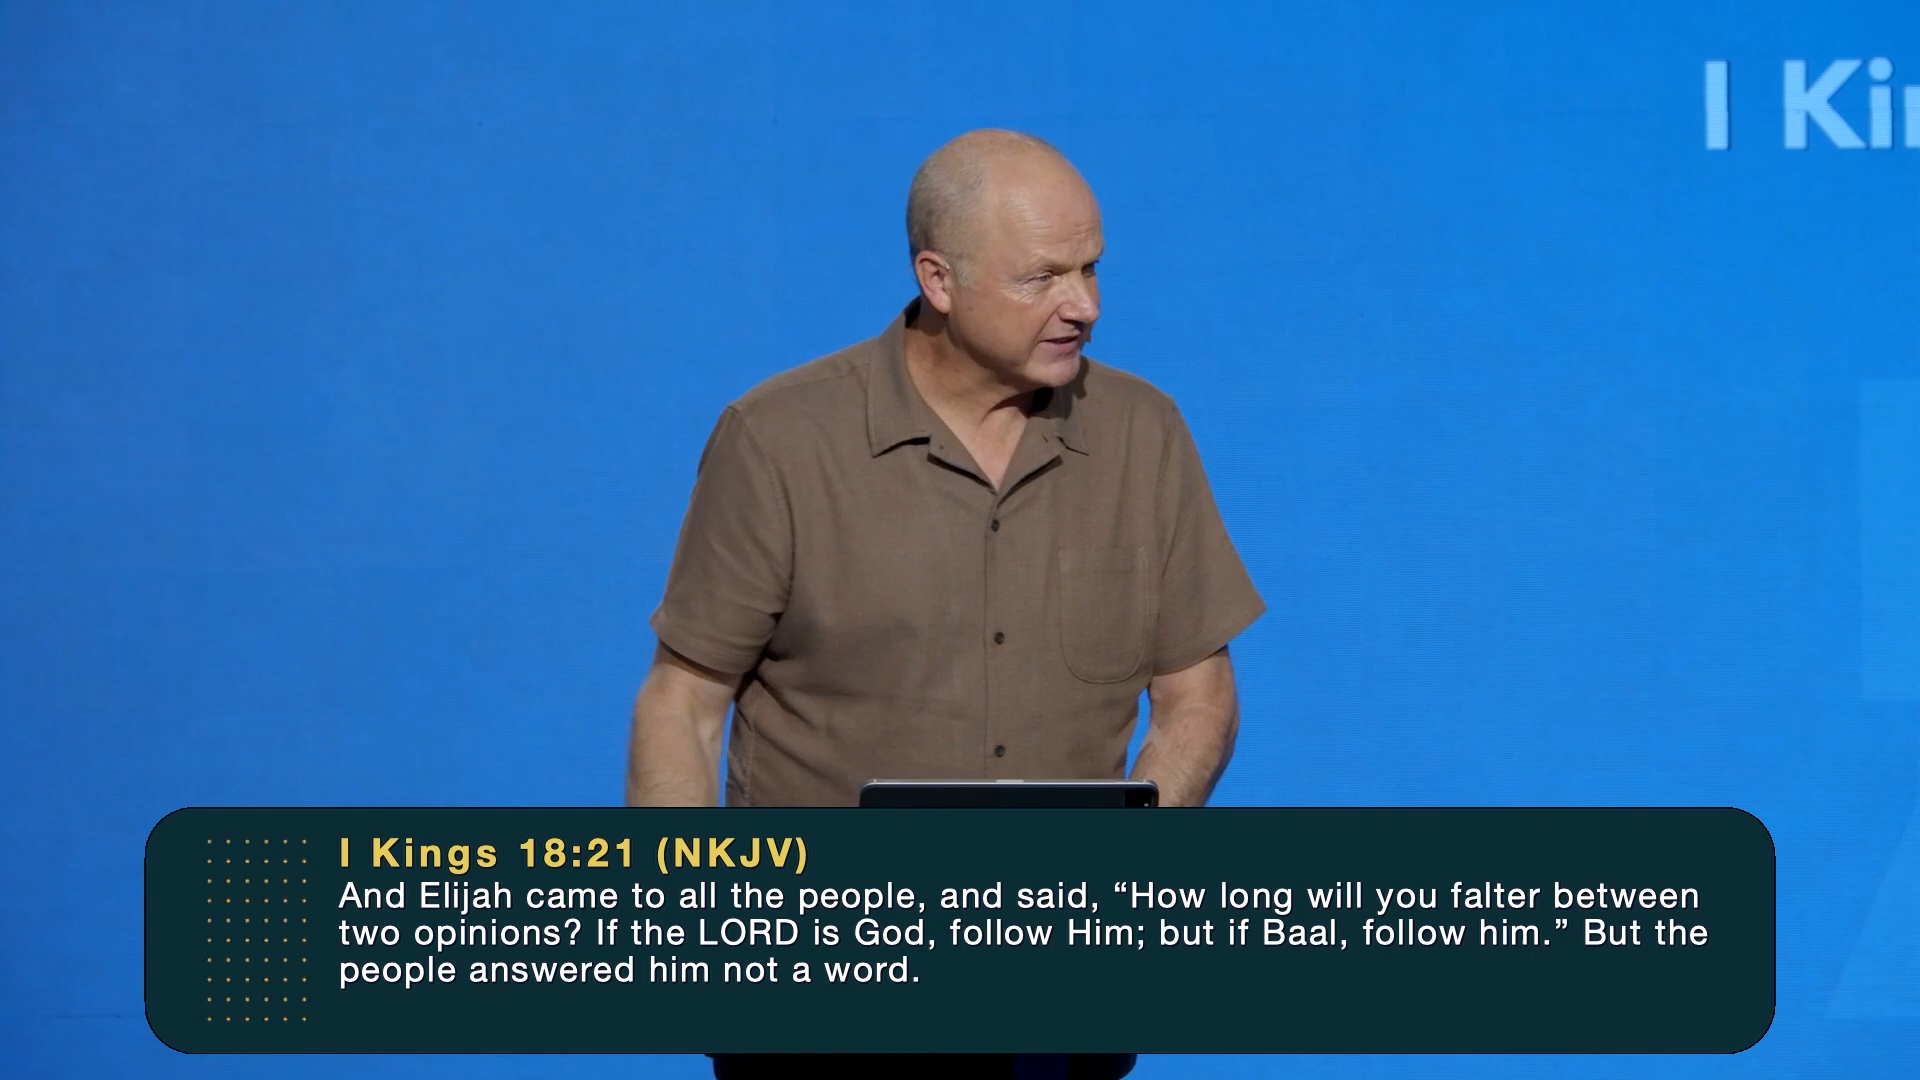 I Ki
I Kings 18:21 (NKJV)
And Elijah came to all the people, and said, “How long will you falter between
two opinions? If the LORD is God, follow Him; but if Baal, follow him.” But the
people answered him not a word.